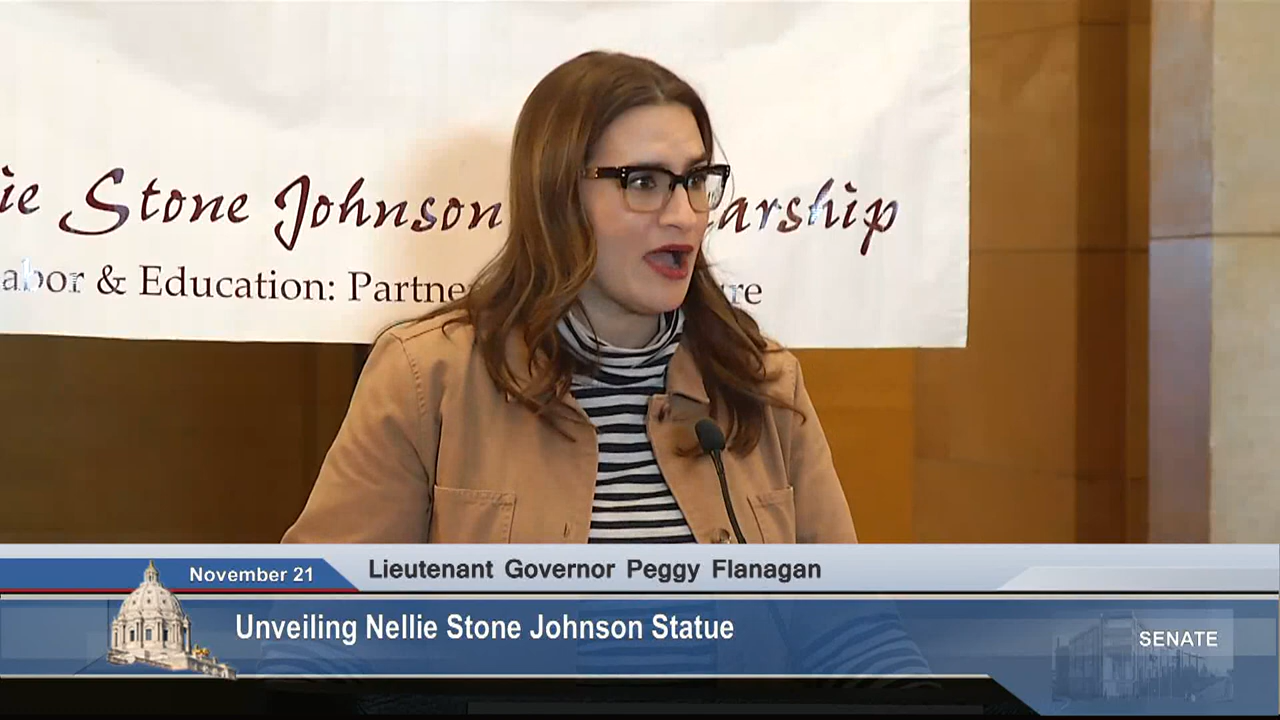 ie Stone Johnson arship
abor & Education: Partne re
November 21
Lieutenant Governor Peggy Flanagan
Unveiling Nellie Stone Johnson Statue
SENATE